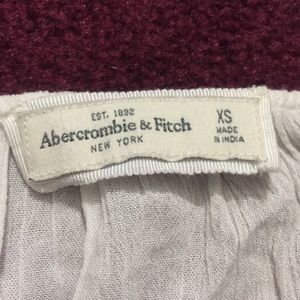 EST. 1892
Abercrombie & Fitch
NEW YORK
XS
MADE
IN INDIA